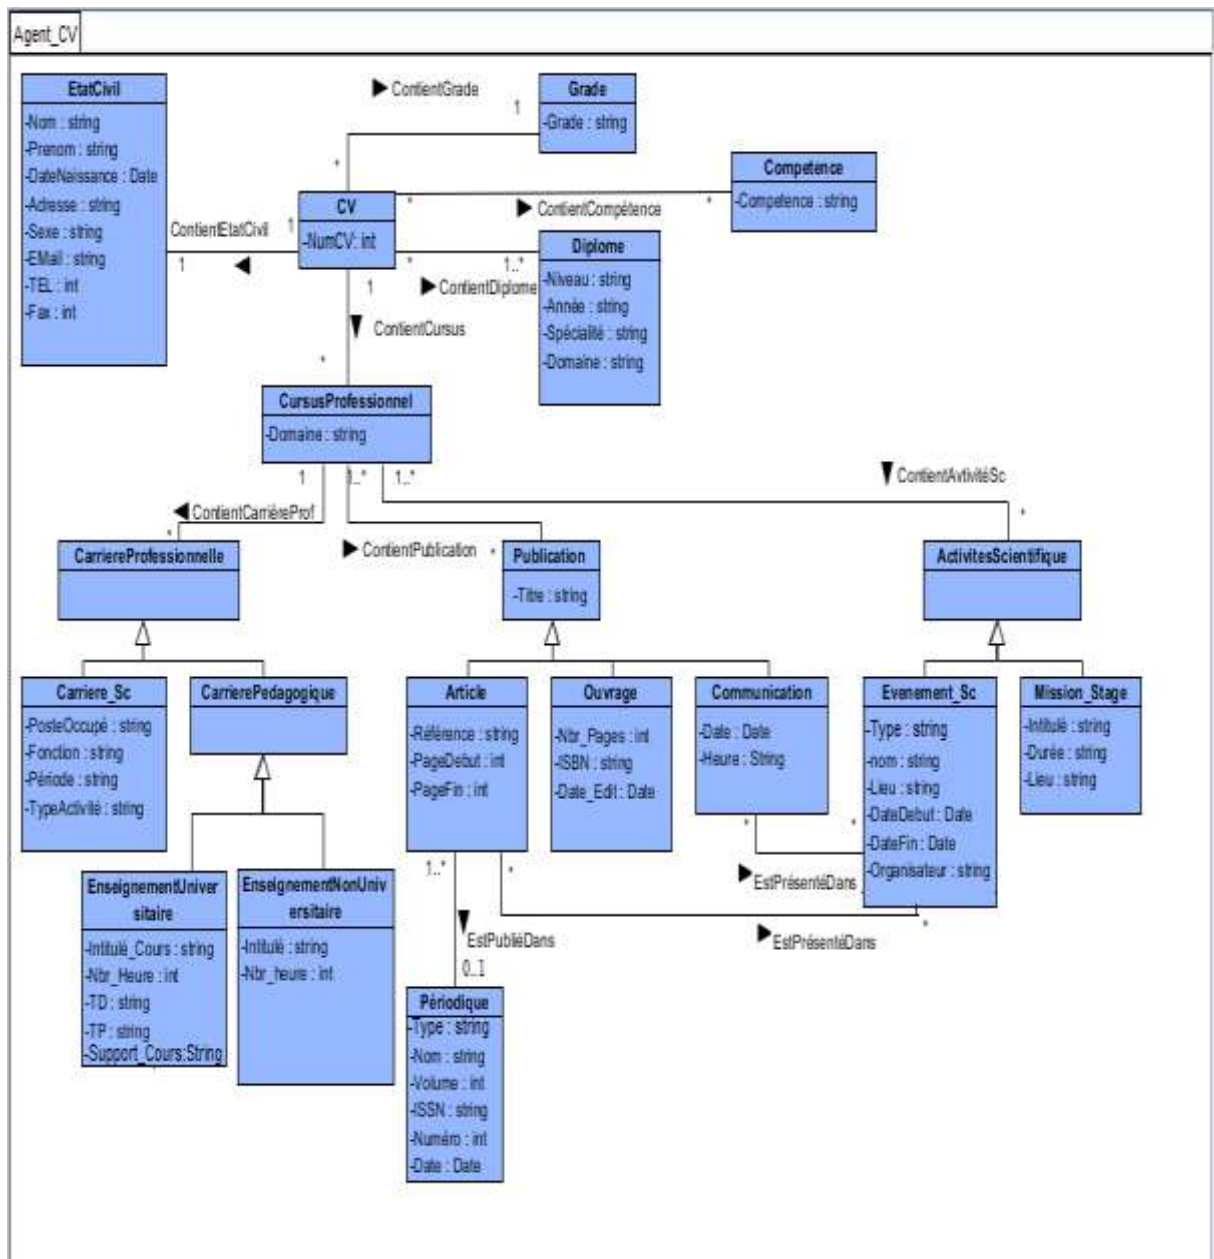 Agent_CV
EtatCivil
-Nom : string
-Prenom : string
-DateNaissance : Date
-Adresse : string
-Sexe : string
-EMail : string
-TEL : int
-Fax : int
ContientGrade
1
*
Grade
-Grade : string
Competence
-Competence : string
CV
-NumCV: int
ContientEtatCivil
1
1
*
*
ContientCompétence
Diplome
-Niveau : string
-Année : string
-Spécialité : string
-Domaine : string
*
1..*
ContientDiplome
1
ContientCursus
*
CursusProfessionnel
-Domaine : string
1
1..*
1..*
ContientCarriéreProf
*
ContientPublication
*
ContientAvtivitéSc
*
CarriereProfessionnelle
Publication
-Titre : string
ActivitesScientifique
Carriere_Sc
-PosteOccupé : string
-Fonction : string
-Période : string
-TypeActivité : string
CarrierePedagogique
Article
-Référence : string
-PageDebut : int
-PageFin : int
Ouvrage
-Nbr_Pages : int
-ISBN : string
-Date_Edit : Date
Communication
-Date : Date
-Heure : String
Evenement_Sc
-Type : string
-nom : string
-Lieu : string
-DateDebut : Date
-DateFin : Date
-Organisateur : string
Mission_Stage
-Intitulé : string
-Durée : string
-Lieu : string
*
*
EstPrésentéDans
1..*
*
EstPubliéDans
0..1
EstPrésentéDans
*
EnseignementUniver
sitaire
-Intitulé_Cours : string
-Nbr_Heure : int
-TD : string
-TP : string
-Support_Cours:String
EnseignementNonUniv
ersitaire
-Intitulé : string
-Nbr_heure : int
Périodique
-Type : string
-Nom : string
-Volume : int
-ISSN : string
-Numéro : int
-Date : Date